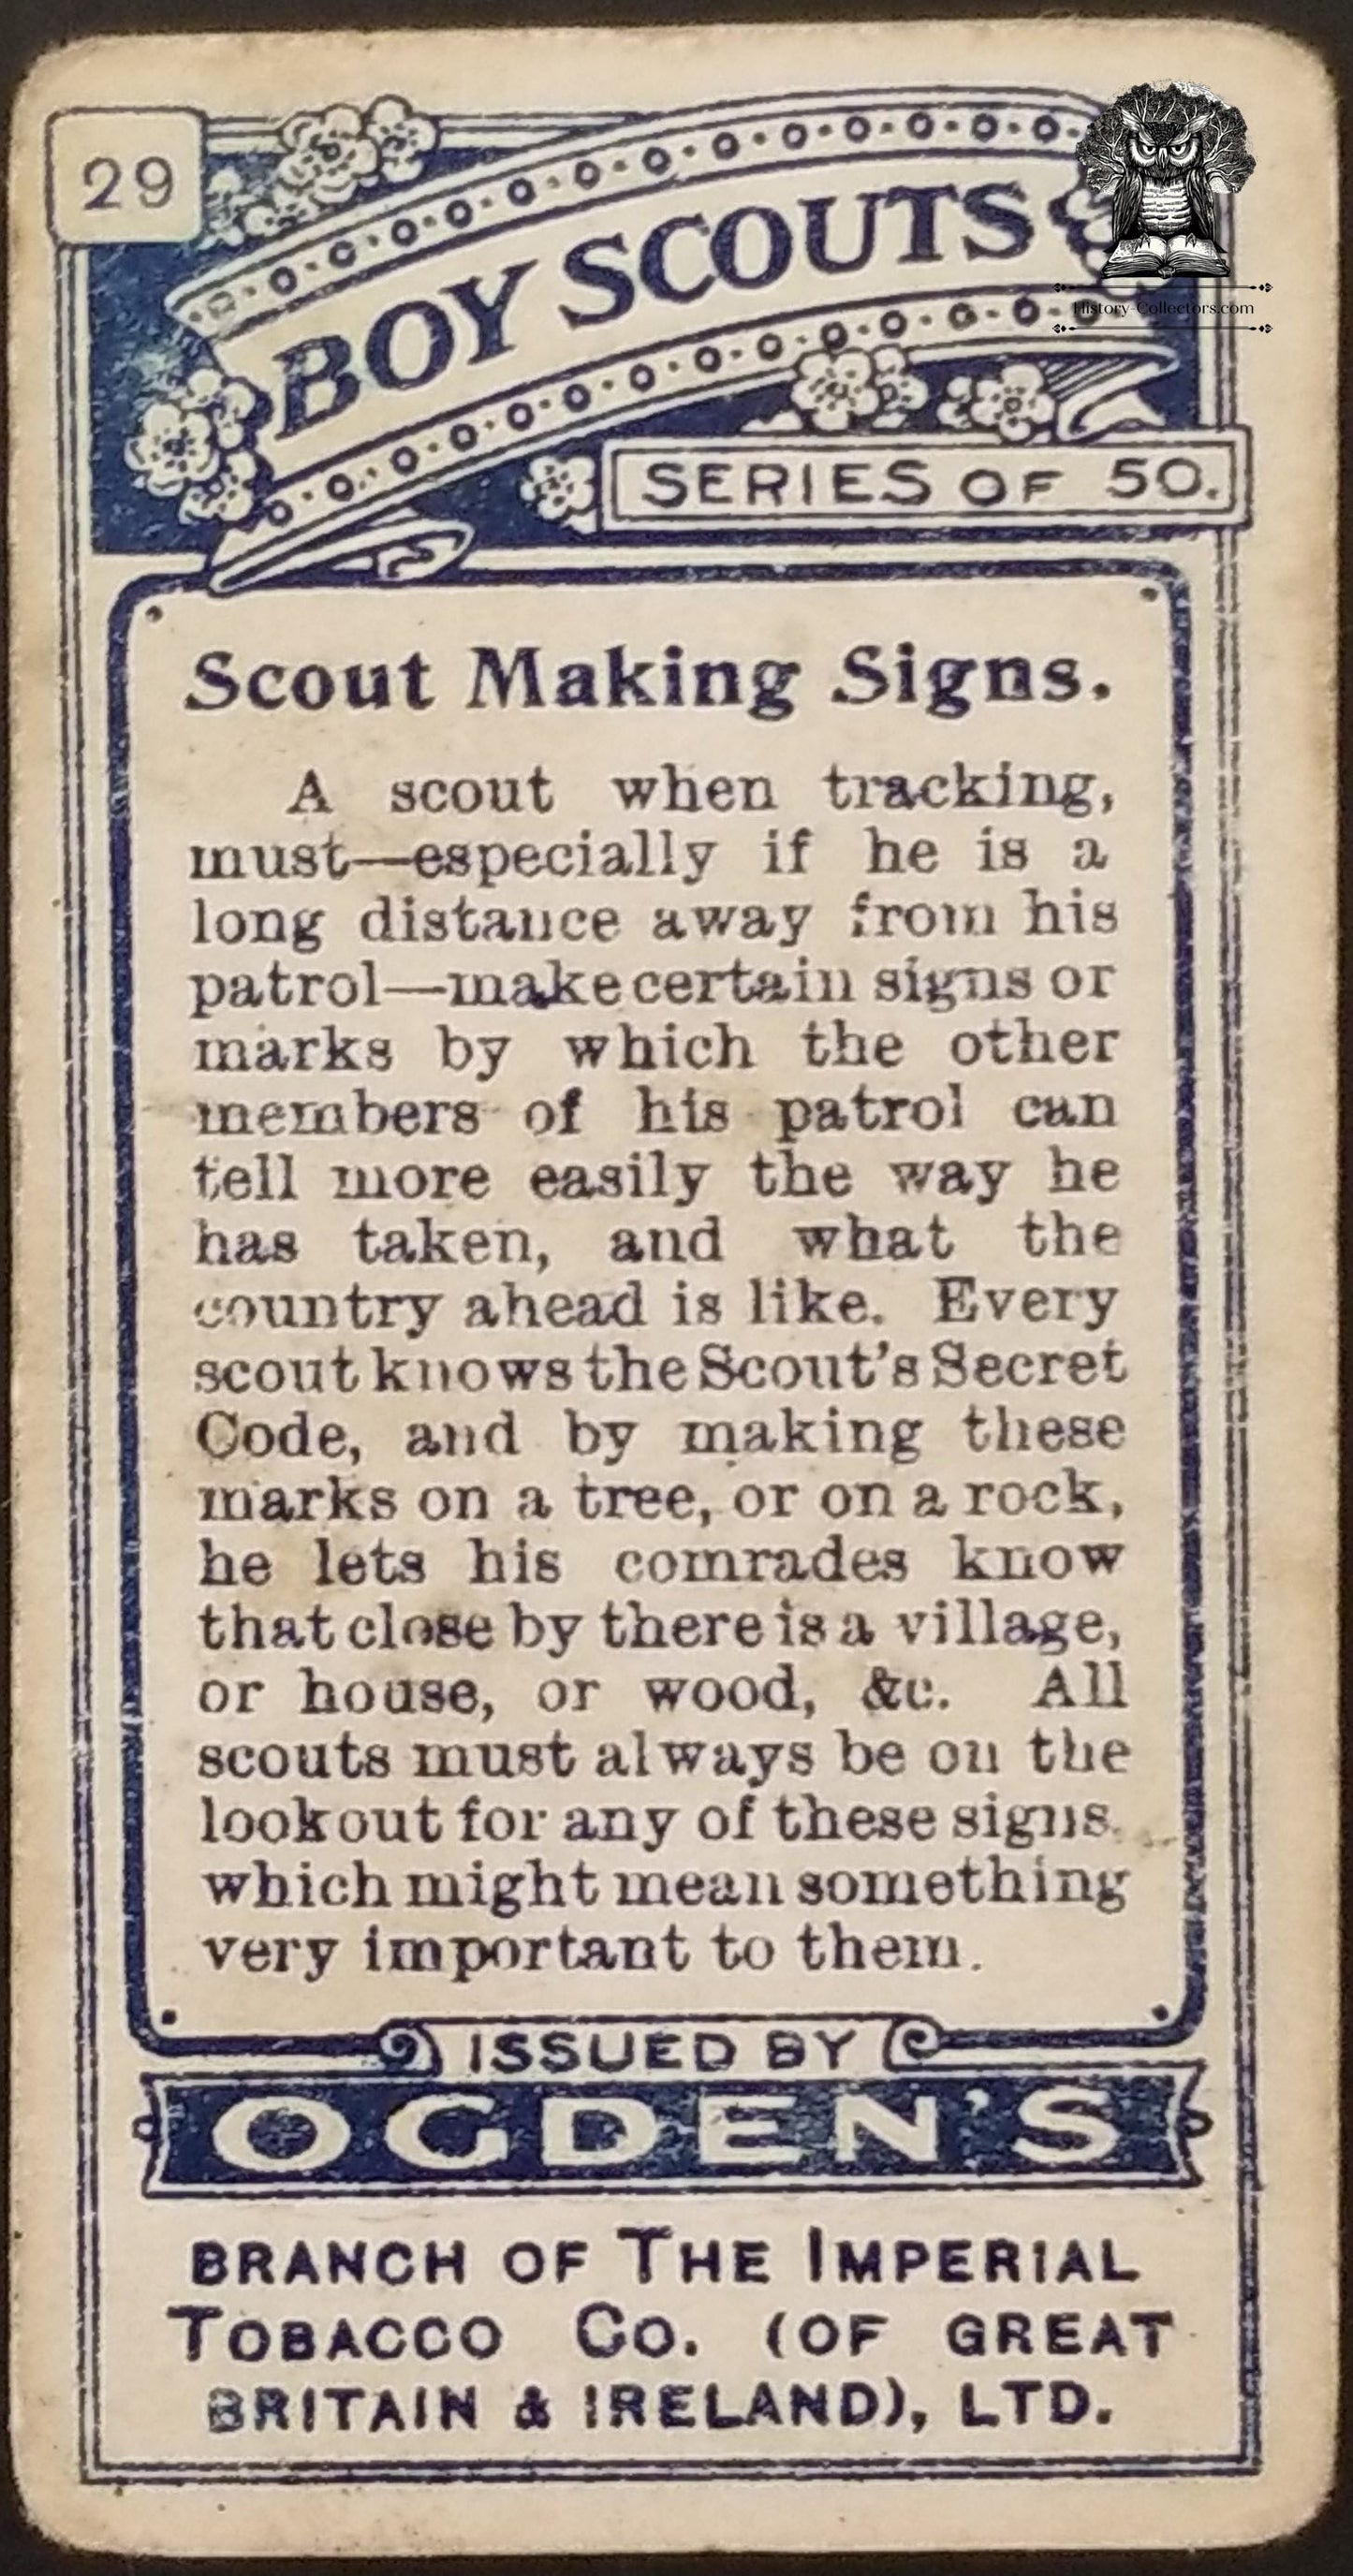 29
BOY SCOUTS
History-Collectors.com
SERIES OF 50.
Scout Making Signs.
A scout when tracking,
must—especially if he is a
long distance away from his
patrol—make certain signs or
marks by which the other
members of his patrol can
tell more easily the way he
has taken, and what the
country ahead is like. Every
scout knows the Scout's Secret
Code, and by making these
marks on a tree, or on a rock,
he lets his comrades know
that close by there is a village,
or house, or wood, &c. All
scouts must always be on the
look out for any of these signs.
which might mean something
very important to them.
ISSUED BY
OGDEN'S
BRANCH OF THE IMPERIAL
TOBACCO CO. (OF GREAT
BRITAIN & IRELAND), LTD.